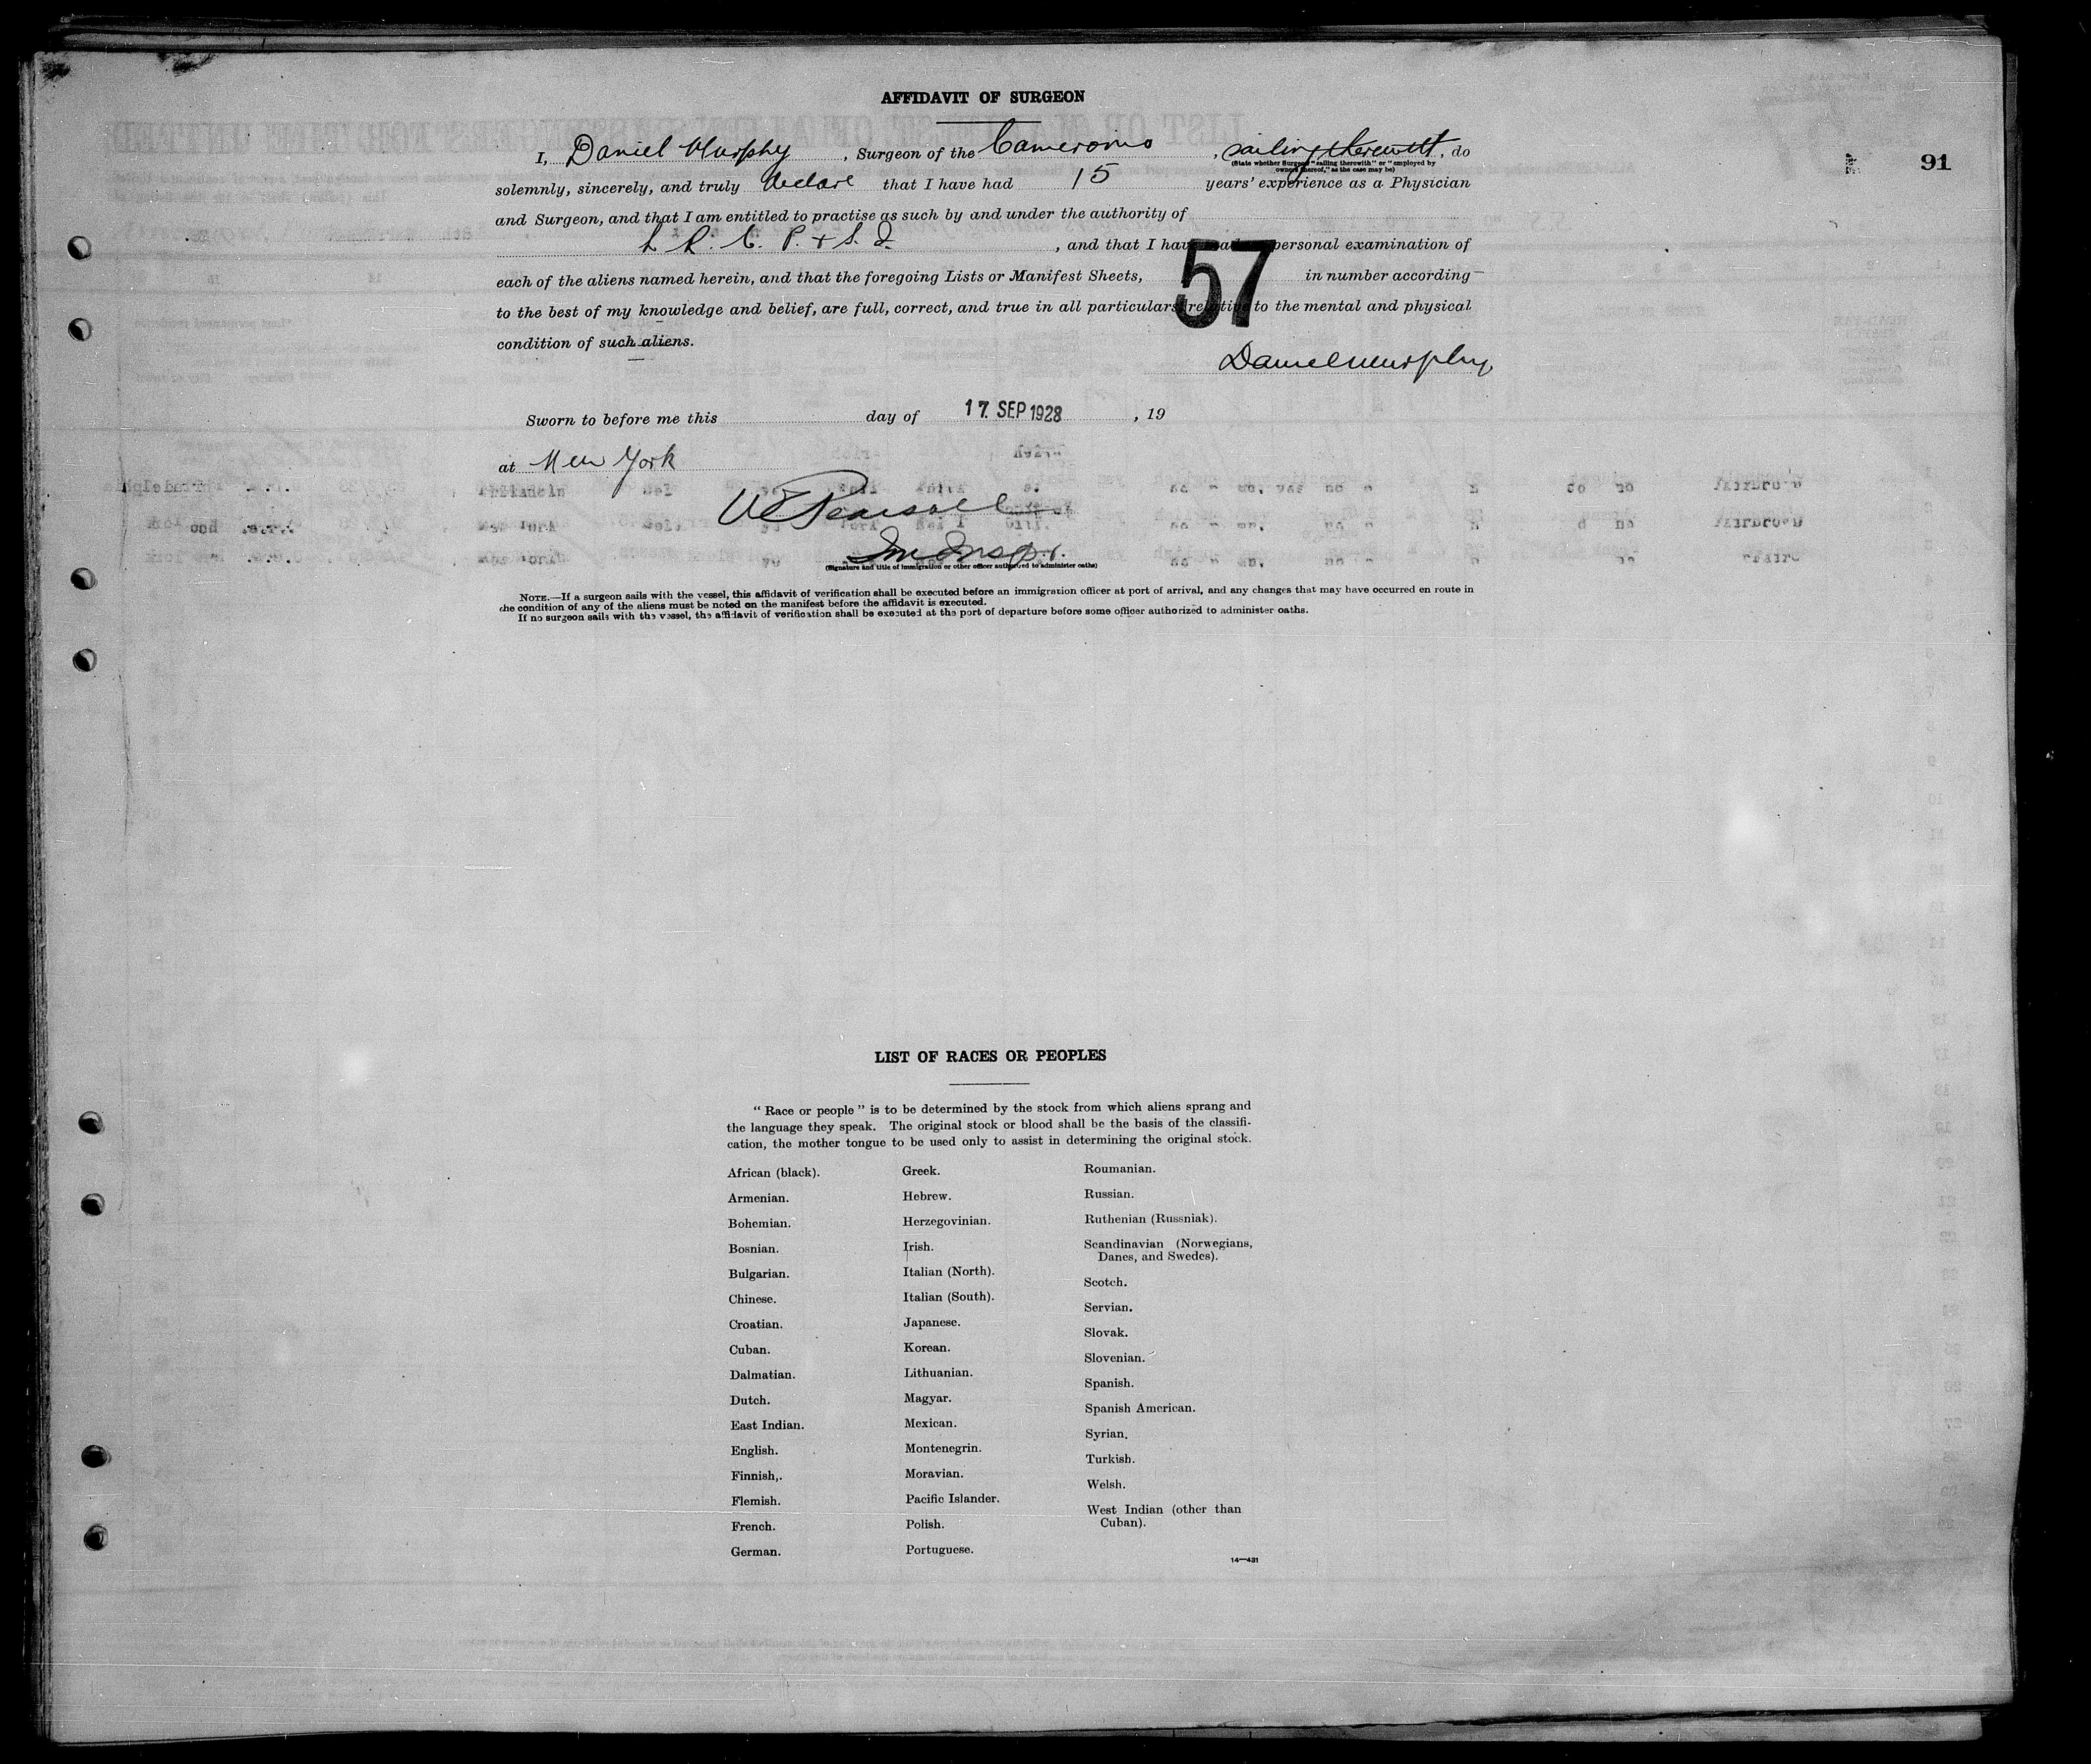 AFFIDAVIT OF SURGEON
91
I, Daniel Murphy, Surgeon of the Cameronia, sailing therewith, do
(State whether Surgeon "sailing therewith" or "employed by
owners thereof," as the case may be)
solemnly, sincerely, and truly declare that I have had 15 years' experience as a Physician
and Surgeon, and that I am entitled to practise as such by and under the authority of
L. R. C. P. & S. I., and that I have made a personal examination of
each of the aliens named herein, and that the foregoing Lists or Manifest Sheets, 57 in number according
to the best of my knowledge and belief, are full, correct, and true in all particulars relative to the mental and physical
condition of such aliens.
Daniel Murphy
Sworn to before me this day of 17. SEP 1928, 19
at New York
W E Pearsall
Im Inspr.
(Signature and title of immigration or other officer authorized to administer oaths)
NOTE.—If a surgeon sails with the vessel, this affidavit of verification shall be executed before an immigration officer at port of arrival, and any changes that may have occurred en route in
the condition of any of the aliens must be noted on the manifest before the affidavit is executed.
If no surgeon sails with the vessel, the affidavit of verification shall be executed at the port of departure before some officer authorized to administer oaths.
LIST OF RACES OR PEOPLES
"Race or people" is to be determined by the stock from which aliens sprang and
the language they speak. The original stock or blood shall be the basis of the classifi-
cation, the mother tongue to be used only to assist in determining the original stock.
African (black).
Armenian.
Bohemian.
Bosnian.
Bulgarian.
Chinese.
Croatian.
Cuban.
Dalmatian.
Dutch.
East Indian.
English.
Finnish,.
Flemish.
French.
German.
Greek.
Hebrew.
Herzegovinian.
Irish.
Italian (North).
Italian (South).
Japanese.
Korean.
Lithuanian.
Magyar.
Mexican.
Montenegrin.
Moravian.
Pacific Islander.
Polish.
Portuguese.
Roumanian.
Russian.
Ruthenian (Russniak).
Scandinavian (Norwegians,
Danes, and Swedes).
Scotch.
Servian.
Slovak.
Slovenian.
Spanish.
Spanish American.
Syrian.
Turkish.
Welsh.
West Indian (other than
Cuban).
14—431